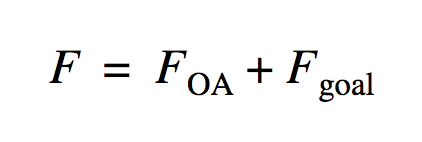 F = F_OA + F_goal